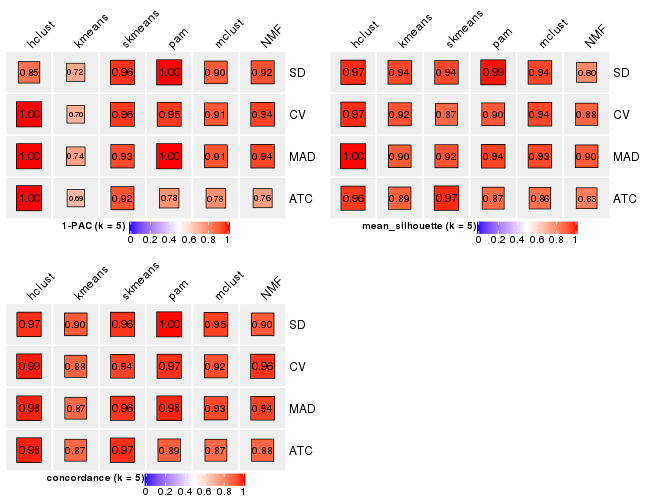 hclust kmeans skmeans pam mclust NMF
0.85 0.72 0.96 1.00 0.90 0.92 SD
1.00 0.70 0.96 0.95 0.91 0.94 CV
1.00 0.74 0.93 1.00 0.91 0.94 MAD
1.00 0.69 0.92 0.78 0.78 0.76 ATC
1-PAC (k = 5)
0 0.2 0.4 0.6 0.8 1
hclust kmeans skmeans pam mclust NMF
0.97 0.94 0.94 0.99 0.94 0.80 SD
0.97 0.92 0.87 0.90 0.94 0.88 CV
1.00 0.90 0.92 0.94 0.93 0.90 MAD
0.96 0.89 0.97 0.87 0.86 0.83 ATC
mean_silhouette (k = 5)
0 0.2 0.4 0.6 0.8 1
hclust kmeans skmeans pam mclust NMF
0.97 0.90 0.96 1.00 0.95 0.90 SD
0.99 0.88 0.94 0.97 0.92 0.96 CV
0.98 0.87 0.96 0.98 0.93 0.94 MAD
0.98 0.87 0.97 0.89 0.87 0.88 ATC
concordance (k = 5)
0 0.2 0.4 0.6 0.8 1